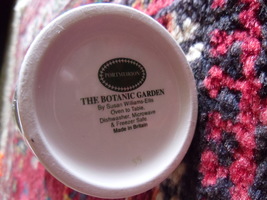 PORTMEIRION
THE BOTANIC GARDEN
By Susan Williams-Ellis
Oven to Table,
Dishwasher, Microwave
& Freezer Safe
Made in Britain